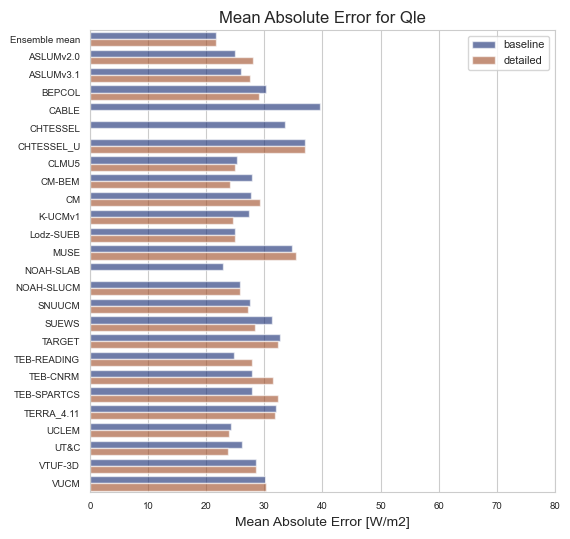 Mean Absolute Error for Qle
baseline
detailed
Ensemble mean
ASLUMv2.0
ASLUMv3.1
BEPCOL
CABLE
CHTESSEL
CHTESSEL_U
CLMU5
CM-BEM
CM
K-UCMv1
Lodz-SUEB
MUSE
NOAH-SLAB
NOAH-SLUCM
SNUUCM
SUEWS
TARGET
TEB-READING
TEB-CNRM
TEB-SPARTCS
TERRA_4.11
UCLEM
UT&C
VTUF-3D
VUCM
0 10 20 30 40 50 60 70 80
Mean Absolute Error [W/m2]